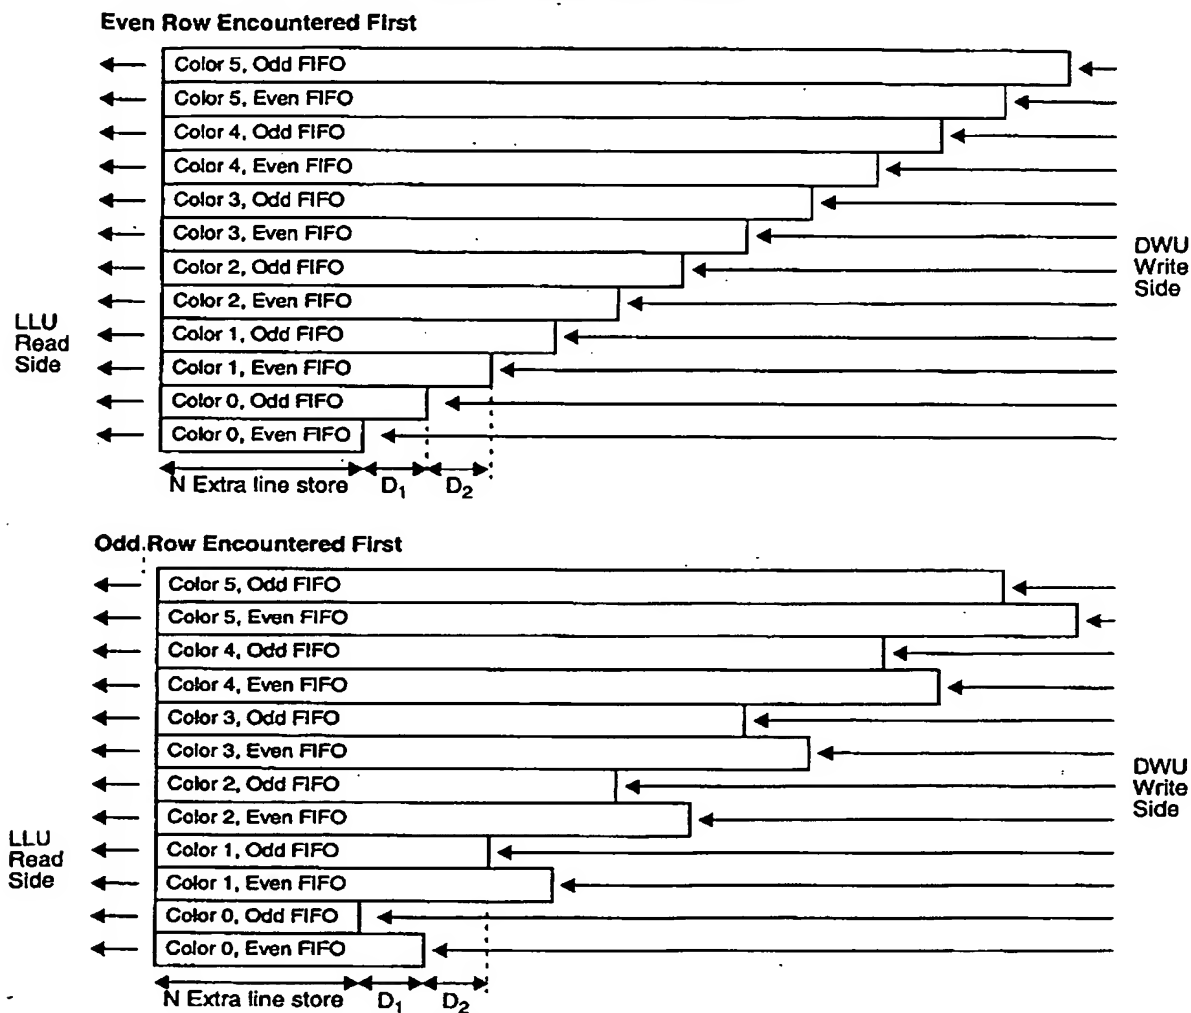 Even Row Encountered First
Color 5, Odd FIFO
Color 5, Even FIFO
Color 4, Odd FIFO
Color 4, Even FIFO
Color 3, Odd FIFO
Color 3, Even FIFO
Color 2, Odd FIFO
Color 2, Even FIFO
Color 1, Odd FIFO
Color 1, Even FIFO
Color 0, Odd FIFO
Color 0, Even FIFO
LLU
Read
Side
DWU
Write
Side
N Extra line store D₁ D₂
Odd Row Encountered First
Color 5, Odd FIFO
Color 5, Even FIFO
Color 4, Odd FIFO
Color 4, Even FIFO
Color 3, Odd FIFO
Color 3, Even FIFO
Color 2, Odd FIFO
Color 2, Even FIFO
Color 1, Odd FIFO
Color 1, Even FIFO
Color 0, Odd FIFO
Color 0, Even FIFO
LLU
Read
Side
DWU
Write
Side
N Extra line store D₁ D₂